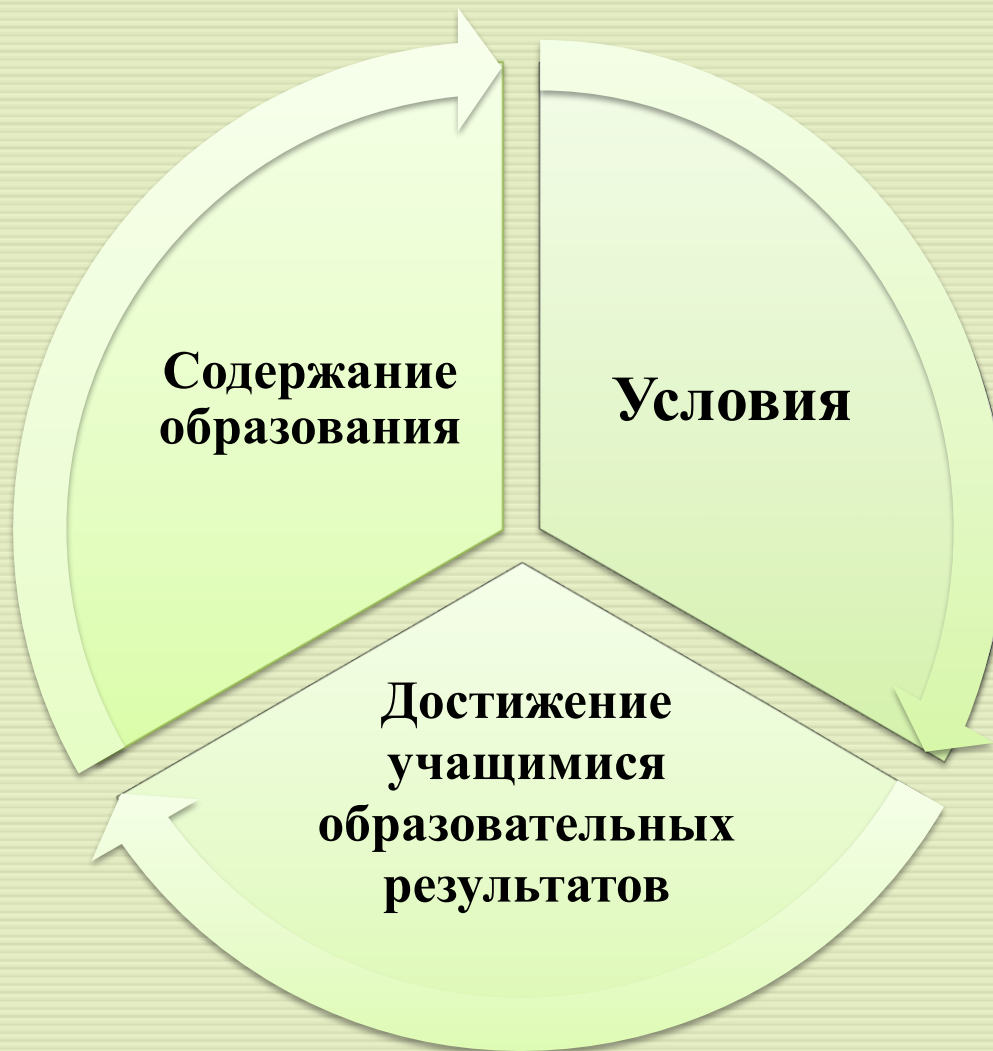 Содержание
образования
Условия
Достижение
учащимися
образовательных
результатов